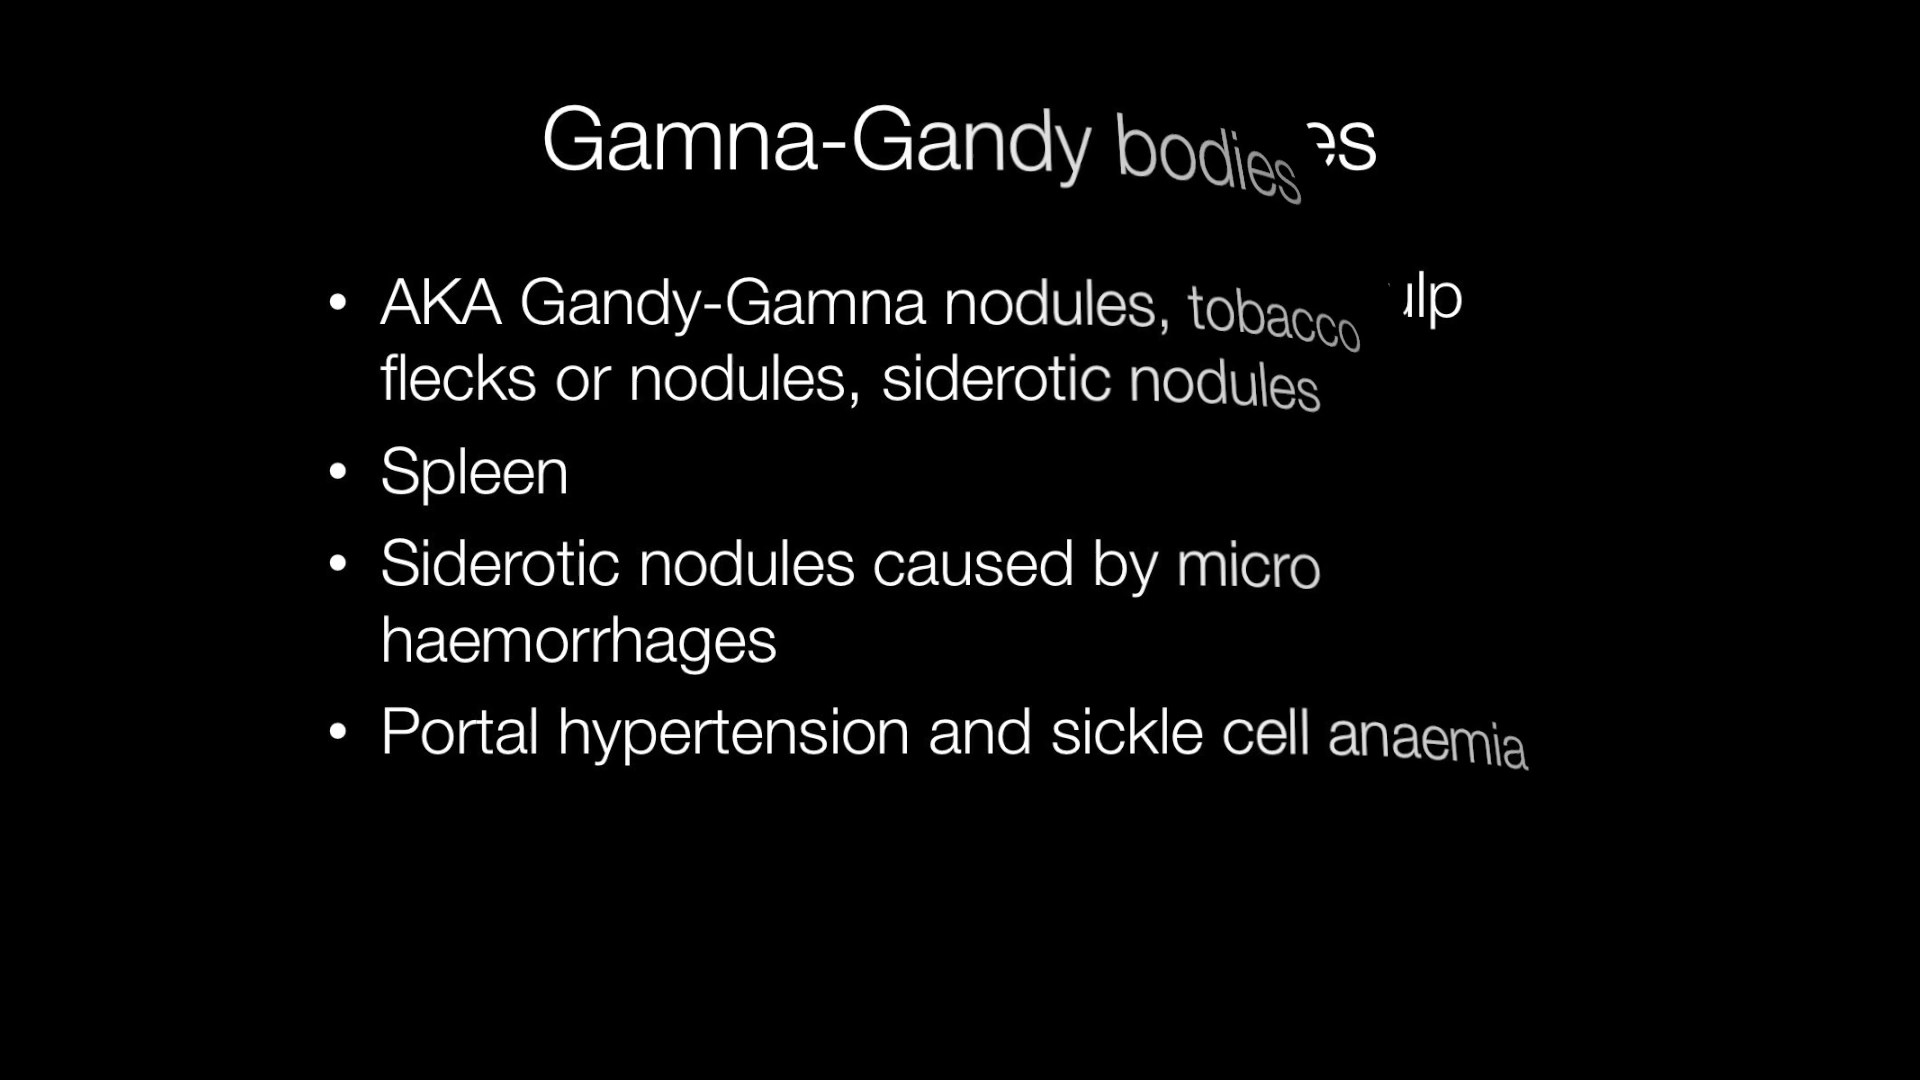 Gamna-Gandy bodies
• AKA Gandy-Gamna nodules, tobacco
flecks or nodules, siderotic nodules
• Spleen
• Siderotic nodules caused by micro
haemorrhages
• Portal hypertension and sickle cell anaemia